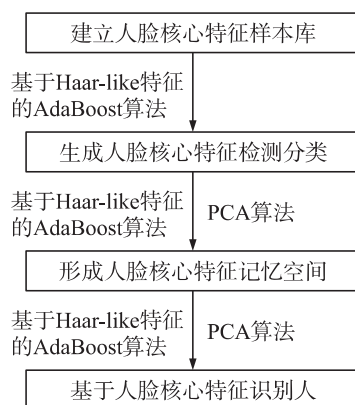 建立人脸核心特征样本库
基于Haar-like特征
的AdaBoost算法
生成人脸核心特征检测分类
基于Haar-like特征
的AdaBoost算法
PCA算法
形成人脸核心特征记忆空间
基于Haar-like特征
的AdaBoost算法
PCA算法
基于人脸核心特征识别人